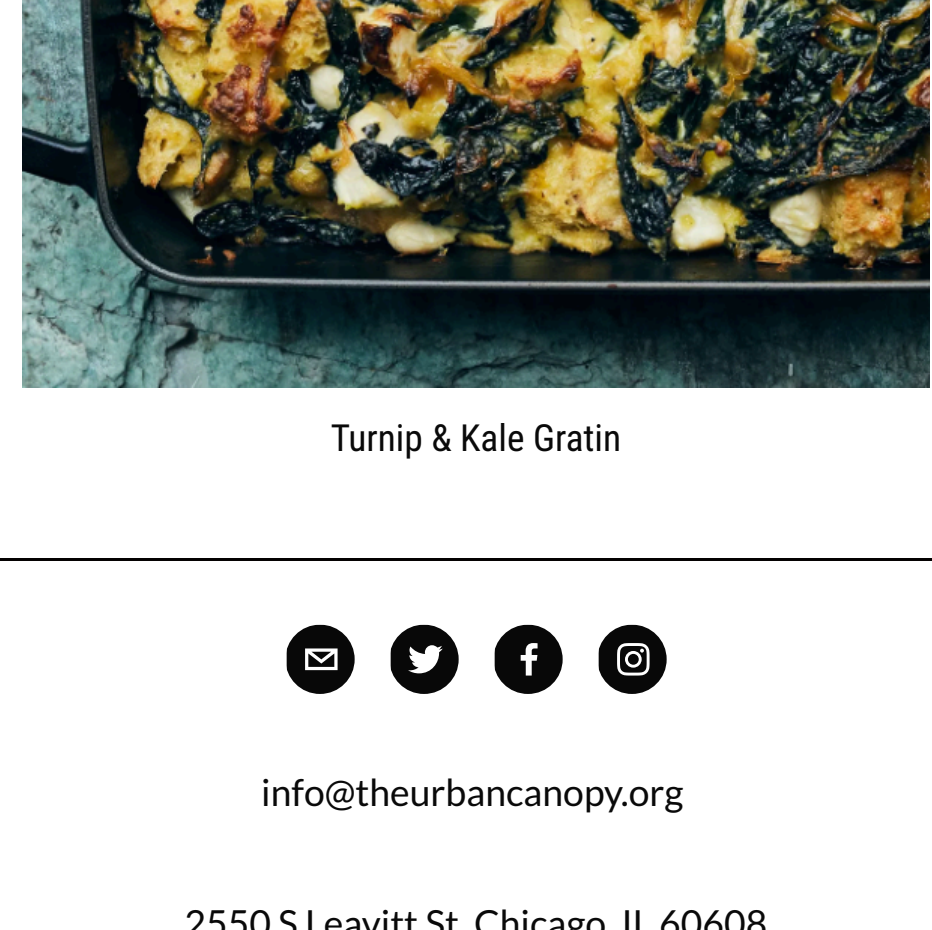 Turnip & Kale Gratin
info@theurbancanopy.org
2550 S Leavitt St, Chicago, IL 60608